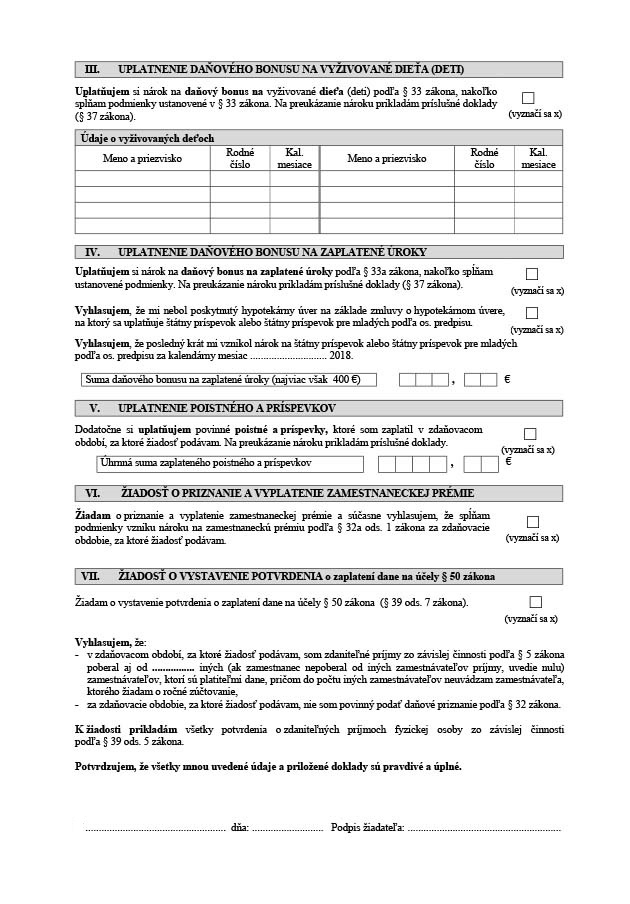 III. UPLATNENIE DAŇOVÉHO BONUSU NA VYŽIVOVANÉ DIEŤA (DETI)
Uplatňujem si nárok na daňový bonus na vyživované dieťa (deti) podľa § 33 zákona, nakoľko
spĺňam podmienky ustanovené v § 33 zákona. Na preukázanie nároku prikladám príslušné doklady
(§ 37 zákona).
(vyznačí sa x)
Údaje o vyživovaných deťoch
Meno a priezvisko Rodné číslo Kal. mesiace Meno a priezvisko Rodné číslo Kal. mesiace
IV. UPLATNENIE DAŇOVÉHO BONUSU NA ZAPLATENÉ ÚROKY
Uplatňujem si nárok na daňový bonus na zaplatené úroky podľa § 33a zákona, nakoľko spĺňam
ustanovené podmienky. Na preukázanie nároku prikladám príslušné doklady (§ 37 zákona).
(vyznačí sa x)
Vyhlasujem, že mi nebol poskytnutý hypotekárny úver na základe zmluvy o hypotekárnom úvere,
na ktorý sa uplatňuje štátny príspevok alebo štátny príspevok pre mladých podľa os. predpisu.
(vyznačí sa x)
Vyhlasujem, že posledný krát mi vznikol nárok na štátny príspevok alebo štátny príspevok pre mladých
podľa os. predpisu za kalendárny mesiac ............................. 2018.
Suma daňového bonusu na zaplatené úroky (najviac však 400 €) , €
V. UPLATNENIE POISTNÉHO A PRÍSPEVKOV
Dodatočne si uplatňujem povinné poistné a príspevky, ktoré som zaplatil v zdaňovacom
období, za ktoré žiadosť podávam. Na preukázanie nároku prikladám príslušné doklady.
(vyznačí sa x)
Úhrnná suma zaplateného poistného a príspevkov , €
VI. ŽIADOSŤ O PRIZNANIE A VYPLATENIE ZAMESTNANECKEJ PRÉMIE
Žiadam o priznanie a vyplatenie zamestnaneckej prémie a súčasne vyhlasujem, že spĺňam
podmienky vzniku nároku na zamestnaneckú prémiu podľa § 32a ods. 1 zákona za zdaňovacie
obdobie, za ktoré žiadosť podávam.
(vyznačí sa x)
VII. ŽIADOSŤ O VYSTAVENIE POTVRDENIA o zaplatení dane na účely § 50 zákona
Žiadam o vystavenie potvrdenia o zaplatení dane na účely § 50 zákona (§ 39 ods. 7 zákona).
(vyznačí sa x)
Vyhlasujem, že:
- v zdaňovacom období, za ktoré žiadosť podávam, som zdaniteľné príjmy zo závislej činnosti podľa § 5 zákona
poberal aj od ................ iných (ak zamestnanec nepoberal od iných zamestnávateľov príjmy, uvedie nulu)
zamestnávateľov, ktorí sú platiteľmi dane, pričom do počtu iných zamestnávateľov neuvádzam zamestnávateľa,
ktorého žiadam o ročné zúčtovanie,
- za zdaňovacie obdobie, za ktoré žiadosť podávam, nie som povinný podať daňové priznanie podľa § 32 zákona.
K žiadosti prikladám všetky potvrdenia o zdaniteľných príjmoch fyzickej osoby zo závislej činnosti
podľa § 39 ods. 5 zákona.
Potvrdzujem, že všetky mnou uvedené údaje a priložené doklady sú pravdivé a úplné.
..................................................... dňa: ........................... Podpis žiadateľa: ..........................................................